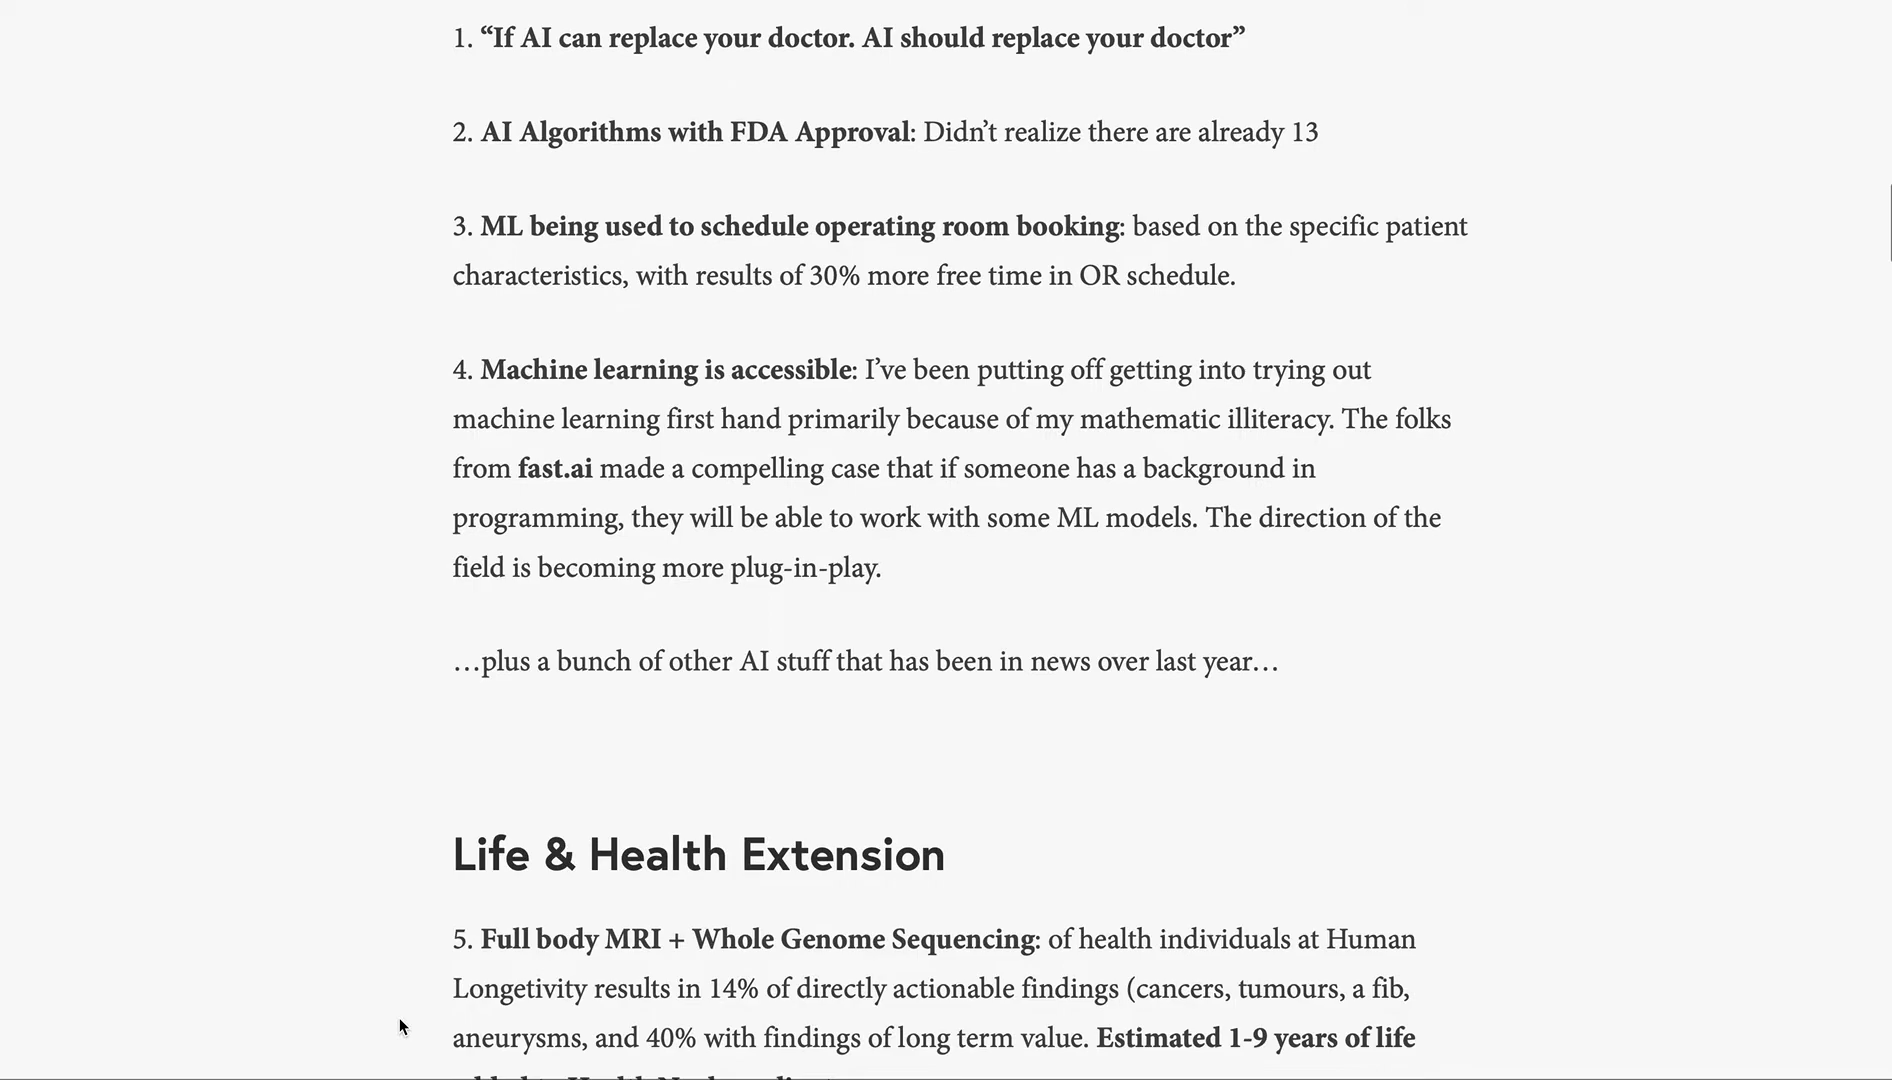 1. “If AI can replace your doctor. AI should replace your doctor”
2. AI Algorithms with FDA Approval: Didn’t realize there are already 13
3. ML being used to schedule operating room booking: based on the specific patient
characteristics, with results of 30% more free time in OR schedule.
4. Machine learning is accessible: I’ve been putting off getting into trying out
machine learning first hand primarily because of my mathematic illiteracy. The folks
from fast.ai made a compelling case that if someone has a background in
programming, they will be able to work with some ML models. The direction of the
field is becoming more plug-in-play.
…plus a bunch of other AI stuff that has been in news over last year…
Life & Health Extension
5. Full body MRI + Whole Genome Sequencing: of health individuals at Human
Longetivity results in 14% of directly actionable findings (cancers, tumours, a fib,
aneurysms, and 40% with findings of long term value. Estimated 1-9 years of life